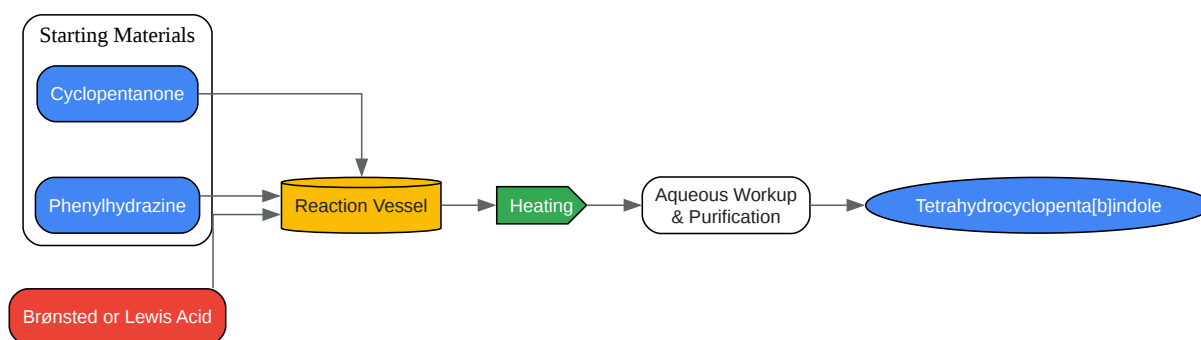 Starting Materials
Cyclopentanone
Phenylhydrazine
Brønsted or Lewis Acid
Reaction Vessel
Heating
Aqueous Workup
& Purification
Tetrahydrocyclopenta[b]indole